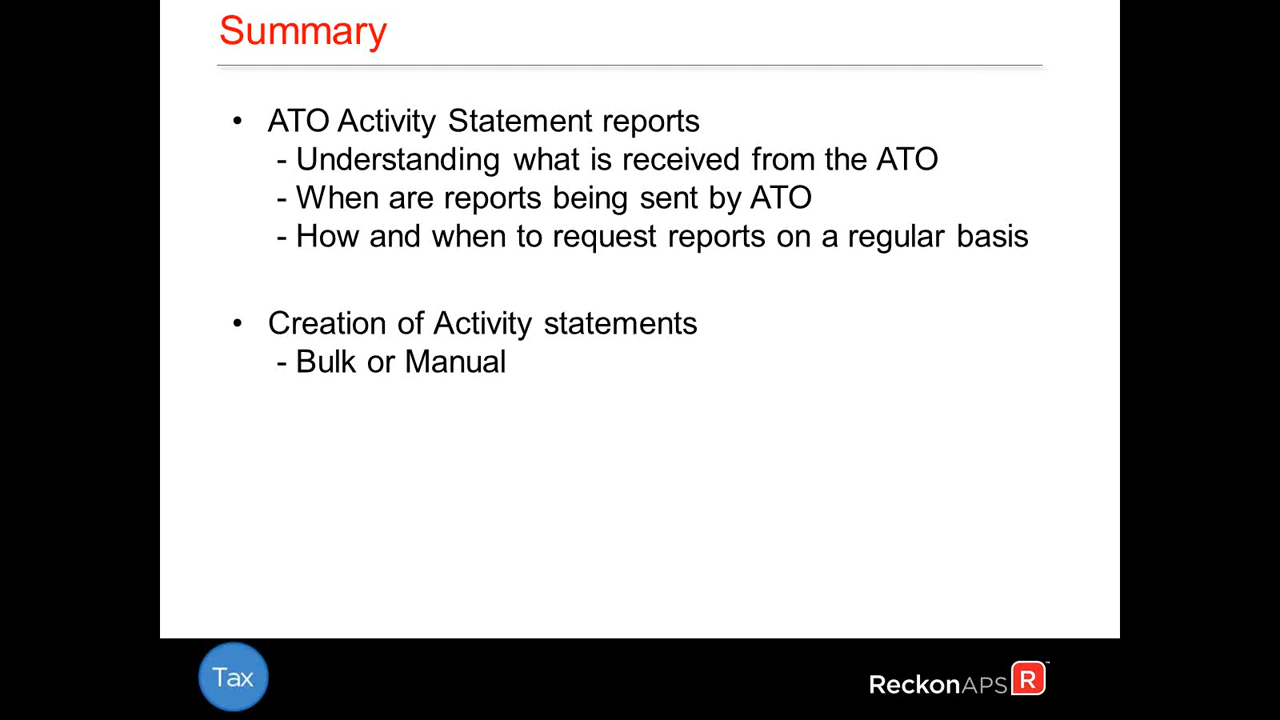 Summary
• ATO Activity Statement reports
- Understanding what is received from the ATO
- When are reports being sent by ATO
- How and when to request reports on a regular basis
• Creation of Activity statements
- Bulk or Manual
Tax
ReckonAPS R